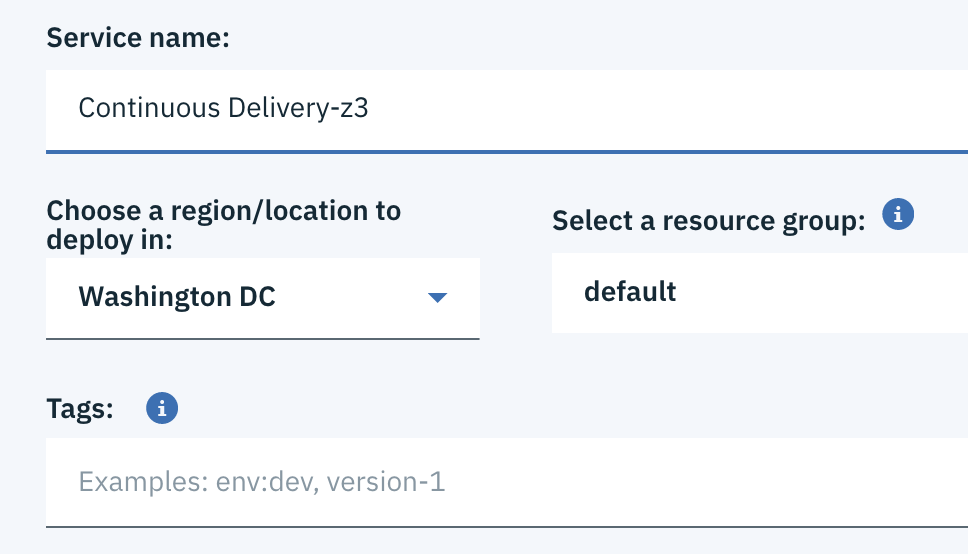 Service name:
Continuous Delivery-z3
Choose a region/location to
deploy in:
Select a resource group:
Washington DC
default
Tags:
Examples: env:dev, version-1